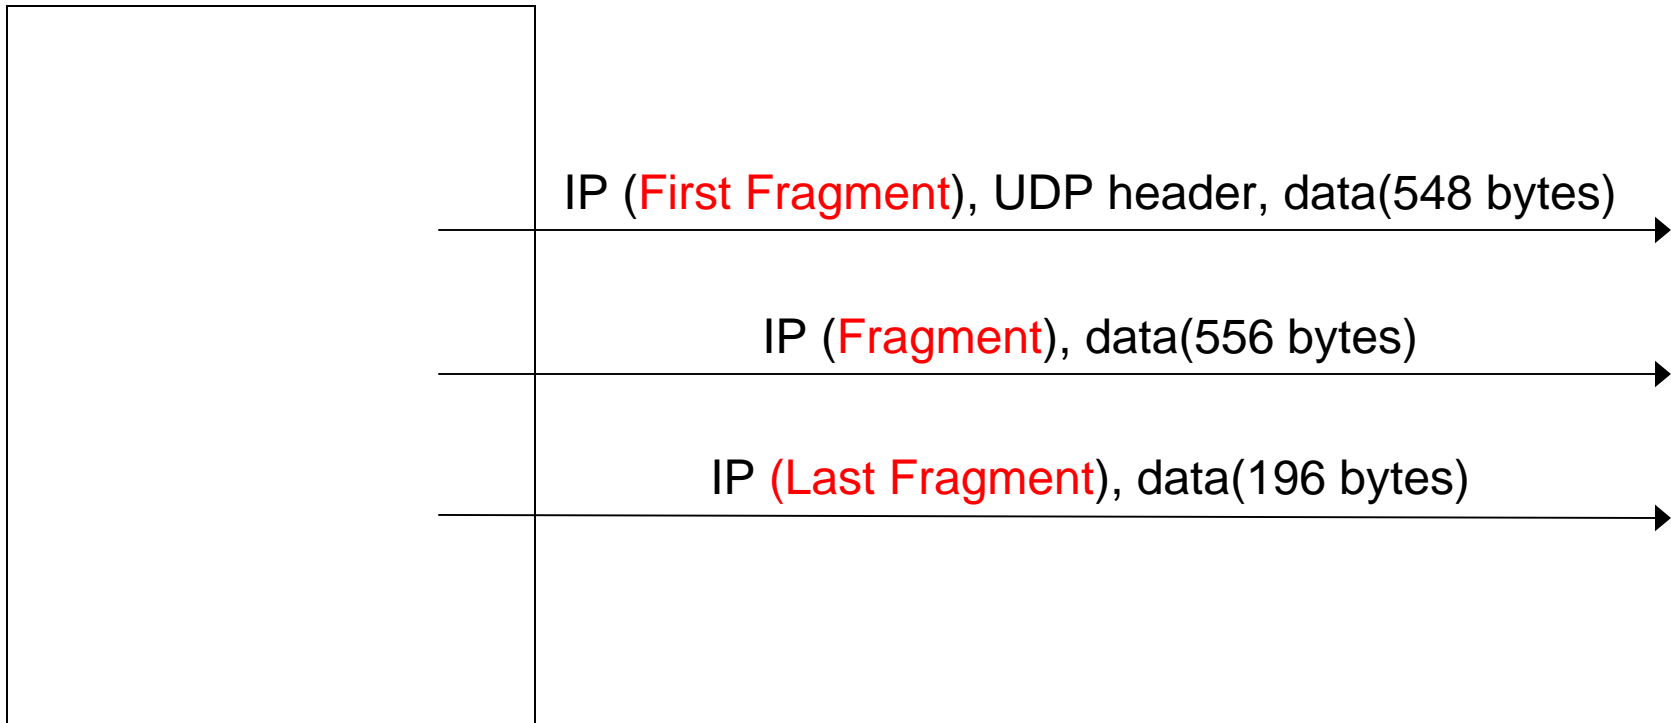 IP (First Fragment), UDP header, data(548 bytes)
IP (Fragment), data(556 bytes)
IP (Last Fragment), data(196 bytes)